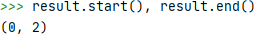 >>> result.start(), result.end()
(0, 2)